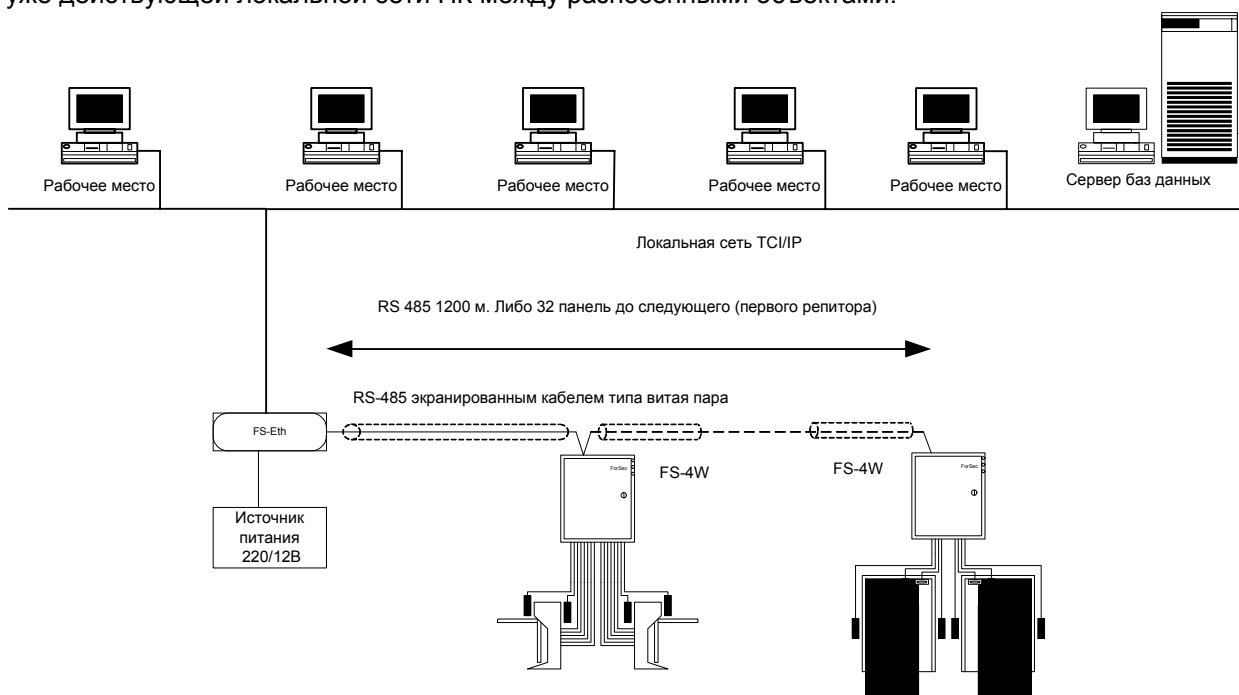 уже действующей локальной сети ПК между разнесенными объектами.
Рабочее место
Рабочее место
Рабочее место
Рабочее место
Рабочее место
Сервер баз данных
Локальная сеть TCI/IP
RS 485 1200 м. Либо 32 панель до следующего (первого репитора)
RS-485 экранированным кабелем типа витая пара
FS-Eth
ForSec
FS-4W
FS-4W
ForSec
Источник
питания
220/12В